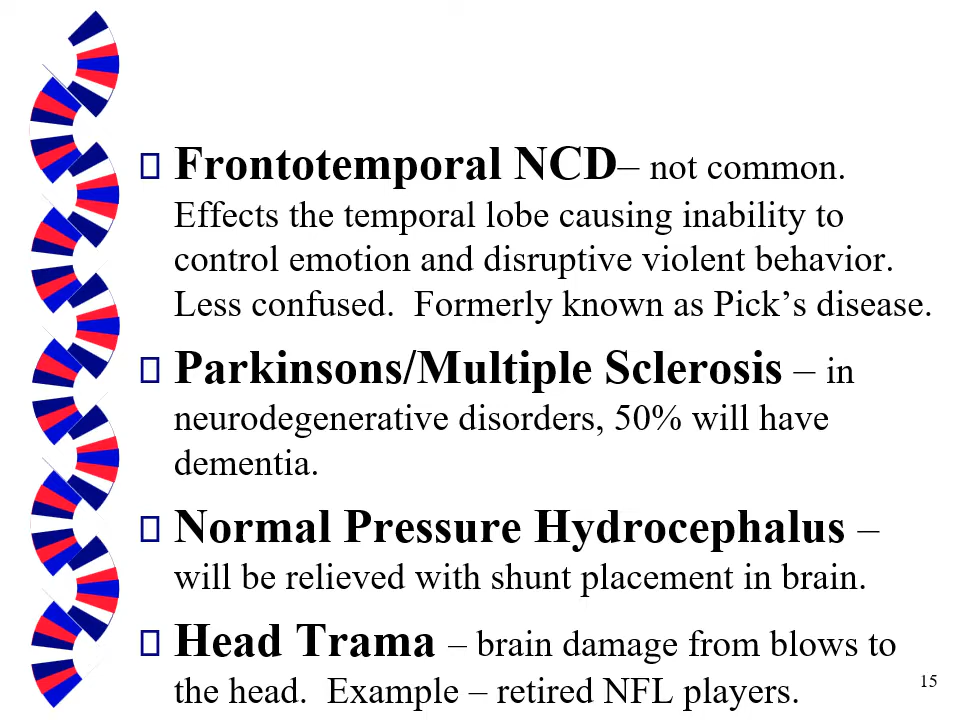 Frontotemporal NCD– not common.
Effects the temporal lobe causing inability to
control emotion and disruptive violent behavior.
Less confused.  Formerly known as Pick’s disease.
Parkinsons/Multiple Sclerosis – in
neurodegenerative disorders, 50% will have
dementia.
Normal Pressure Hydrocephalus –
will be relieved with shunt placement in brain.
Head Trama – brain damage from blows to
the head.  Example – retired NFL players.
15